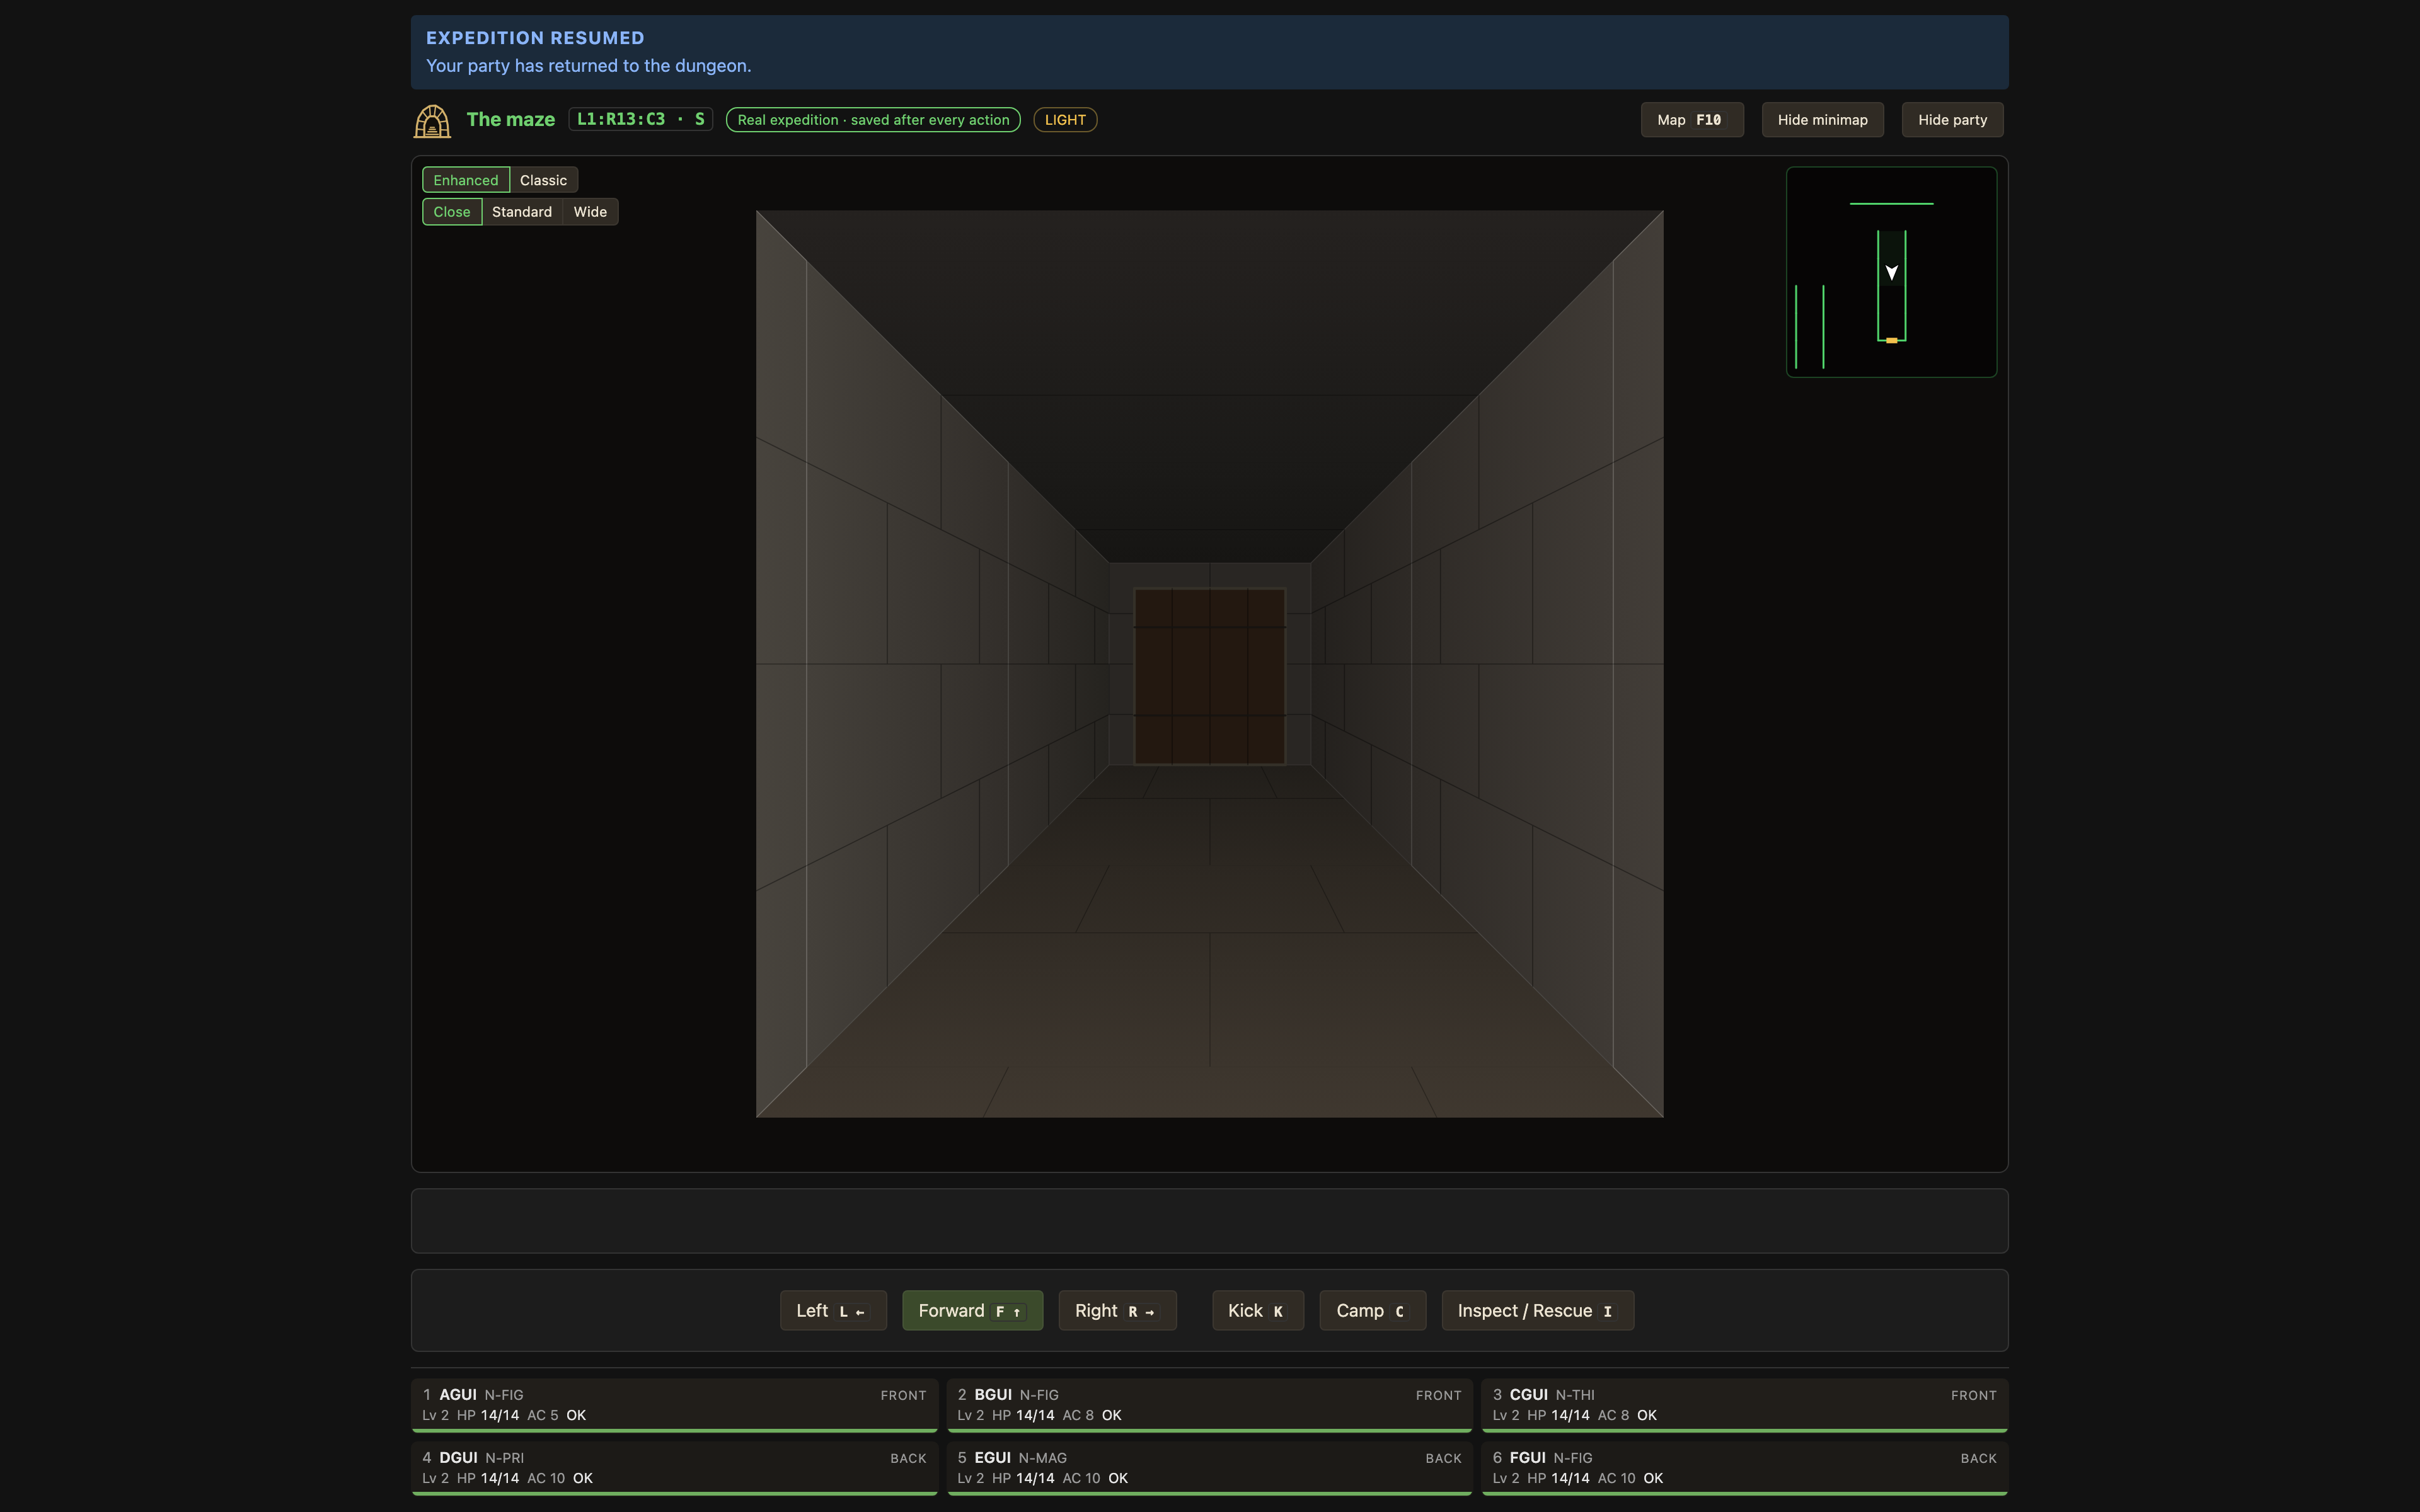 EXPEDITION RESUMED
Your party has returned to the dungeon.
The maze L1:R13:C3 · S Real expedition · saved after every action LIGHT Map F10 Hide minimap Hide party
Enhanced Classic
Close Standard Wide
Left L ← Forward F ↑ Right R → Kick K Camp C Inspect / Rescue I
1 AGUI N-FIG FRONT
Lv 2 HP 14/14 AC 5 OK
2 BGUI N-FIG FRONT
Lv 2 HP 14/14 AC 8 OK
3 CGUI N-THI FRONT
Lv 2 HP 14/14 AC 8 OK
4 DGUI N-PRI BACK
Lv 2 HP 14/14 AC 10 OK
5 EGUI N-MAG BACK
Lv 2 HP 14/14 AC 10 OK
6 FGUI N-FIG BACK
Lv 2 HP 14/14 AC 10 OK